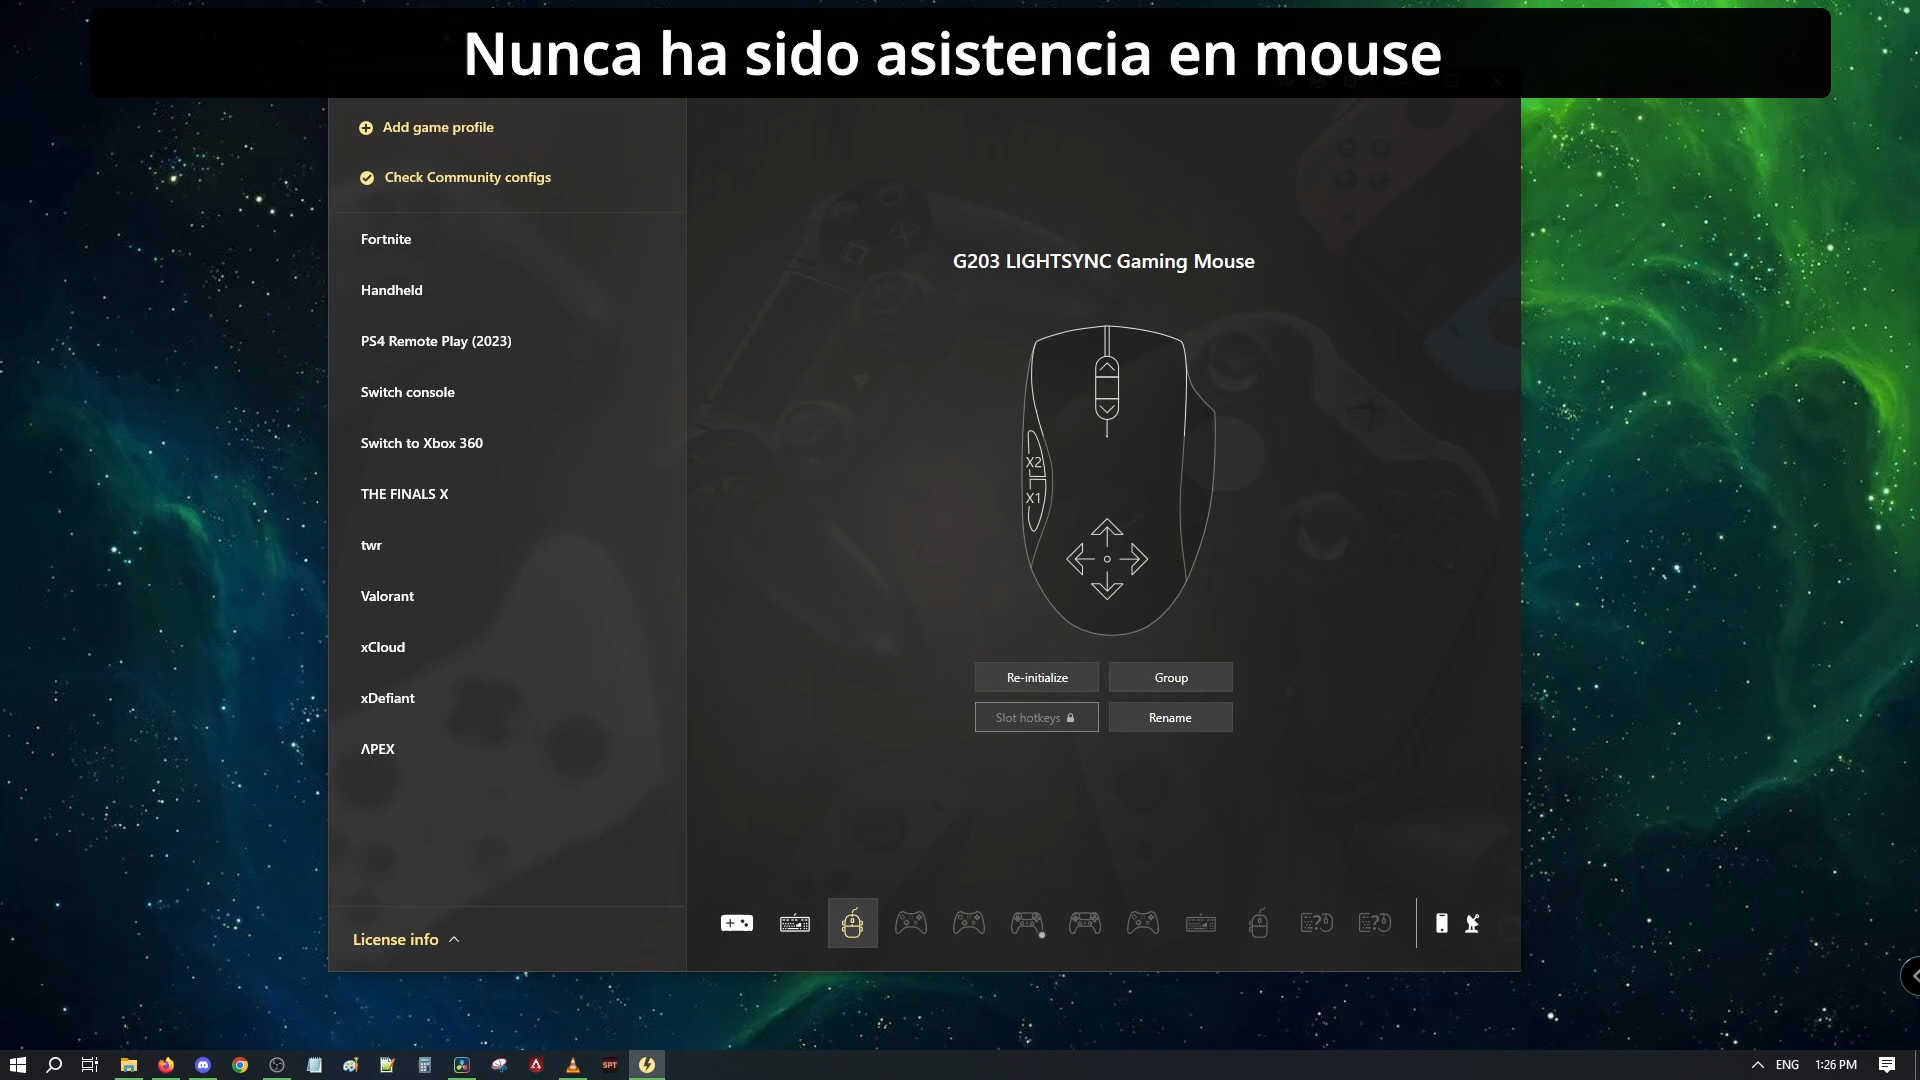 Nunca ha sido asistencia en mouse
Add game profile
Check Community configs
Fortnite
Handheld
PS4 Remote Play (2023)
Switch console
Switch to Xbox 360
THE FINALS X
twr
Valorant
xCloud
xDefiant
ΛPEX
License info
G203 LIGHTSYNC Gaming Mouse
X2
X1
Re-initialize
Group
Slot hotkeys
Rename
SPT
ENG
1:26 PM